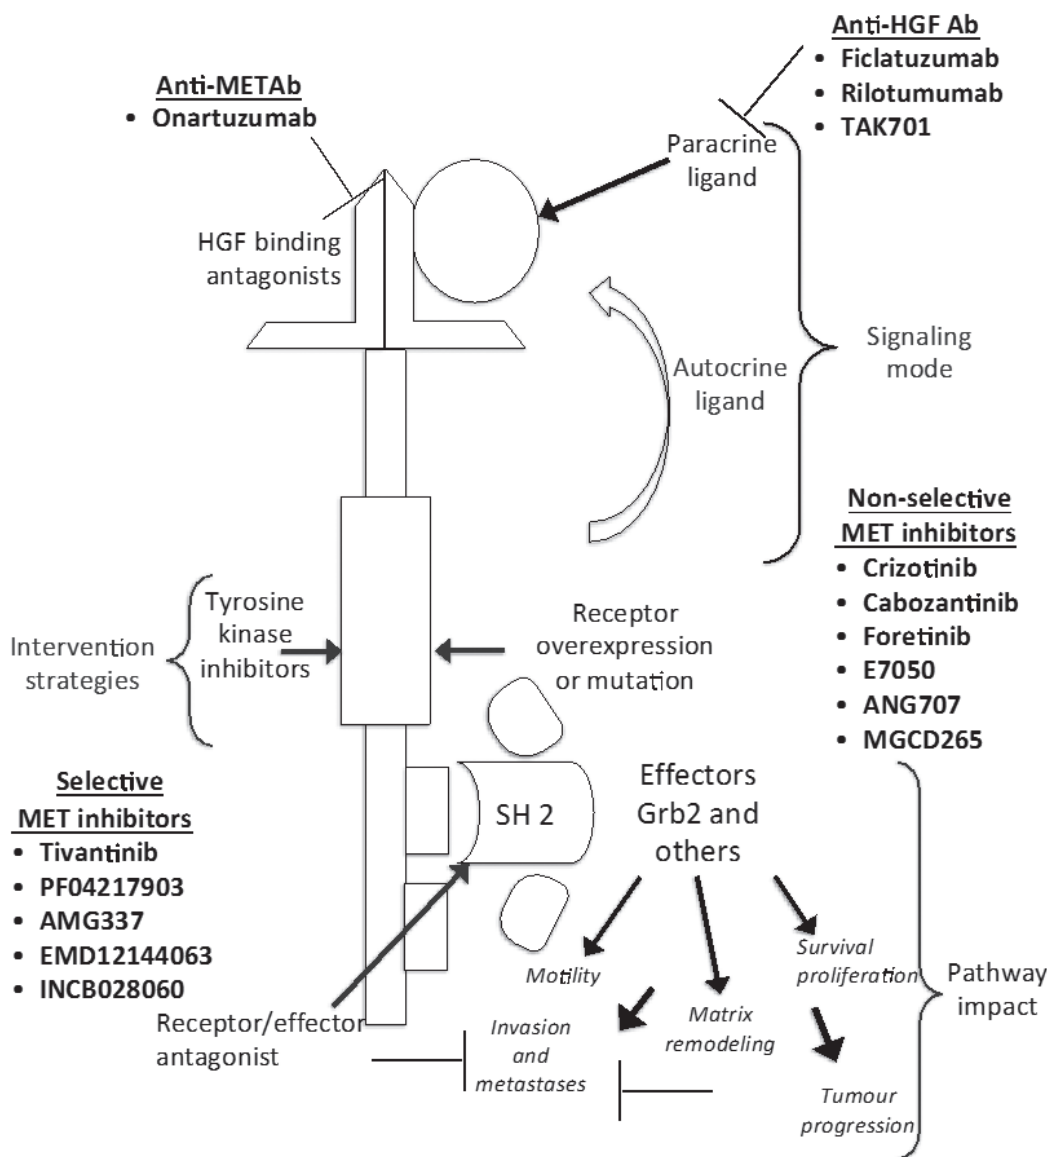 Anti-HGF Ab
• Ficlatuzumab
• Rilotumumab
• TAK701
Anti-METAb
• Onartuzumab
Paracrine
ligand
HGF binding
antagonists
Signaling
mode
Autocrine
ligand
Non-selective
MET inhibitors
• Crizotinib
• Cabozantinib
• Foretinib
• E7050
• ANG707
• MGCD265
Intervention
strategies
Tyrosine
kinase
inhibitors
Receptor
overexpression
or mutation
Selective
MET inhibitors
• Tivantinib
• PF04217903
• AMG337
• EMD12144063
• INCB028060
SH 2
Effectors
Grb2 and
others
Motility
Survival
proliferation
Pathway
impact
Receptor/effector
antagonist
Invasion
and
metastases
Matrix
remodeling
Tumour
progression